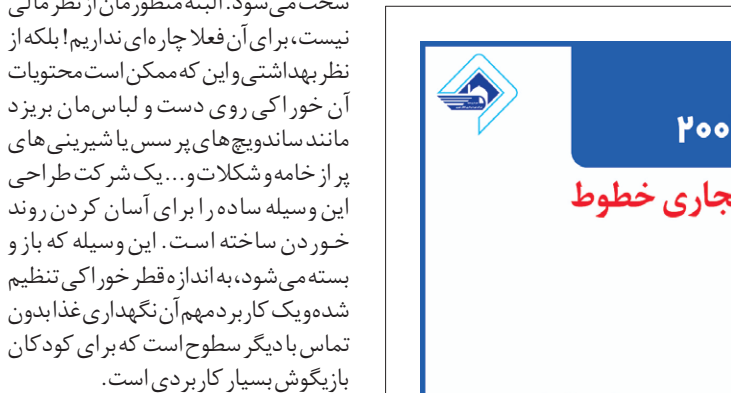 سخت می‌شود. البته منظورمان از نظر مالی
نیست، برای آن فعلا چاره‌ای نداریم! بلکه از
نظر بهداشتی و این که ممکن است محتویات
آن خوراکی روی دست و لباس‌مان بریزد
مانند ساندویچ‌های پر سس یا شیرینی‌های
پر از خامه و شکلات و... یک شرکت طراحی
این وسیله ساده را برای آسان کردن روند
خوردن ساخته است. این وسیله که باز و
بسته می‌شود، به اندازه قطر خوراکی تنظیم
شده و یک کاربرد مهم آن نگهداری غذا بدون
تماس با دیگر سطوح است که برای کودکان
بازیگوش بسیار کاربردی است.
۲۰۰
جاری خطوط